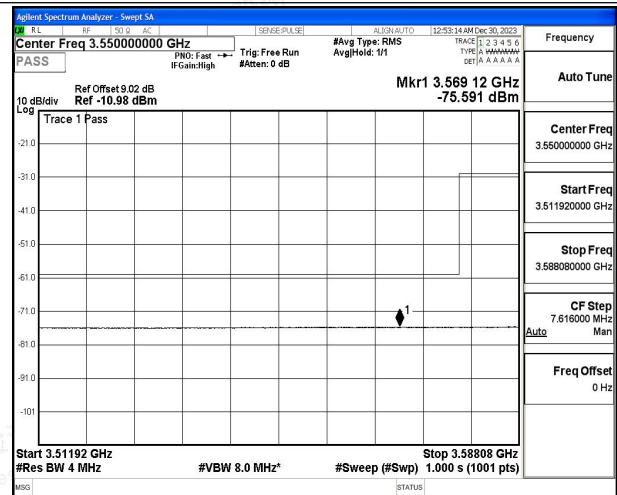 Agilent Spectrum Analyzer - Swept SA
RL RF 50 Ω AC SENSE:PULSE ALIGN AUTO 12:53:14 AM Dec 30, 2023
Center Freq 3.550000000 GHz
PASS
PNO: Fast
IFGain:High
Trig: Free Run
#Atten: 0 dB
#Avg Type: RMS
Avg|Hold: 1/1
TRACE 1 2 3 4 5 6
TYPE A WWWWW
DET A A A A A A
Ref Offset 9.02 dB
10 dB/div Ref -10.98 dBm
Log
Mkr1 3.569 12 GHz
-75.591 dBm
Trace 1 Pass
-21.0
-31.0
-41.0
-51.0
-61.0
-71.0
-81.0
-91.0
-101
1
Start 3.51192 GHz Stop 3.58808 GHz
#Res BW 4 MHz #VBW 8.0 MHz* #Sweep (#Swp) 1.000 s (1001 pts)
MSG STATUS
Frequency
Auto Tune
Center Freq
3.550000000 GHz
Start Freq
3.511920000 GHz
Stop Freq
3.588080000 GHz
CF Step
7.616000 MHz
Auto Man
Freq Offset
0 Hz